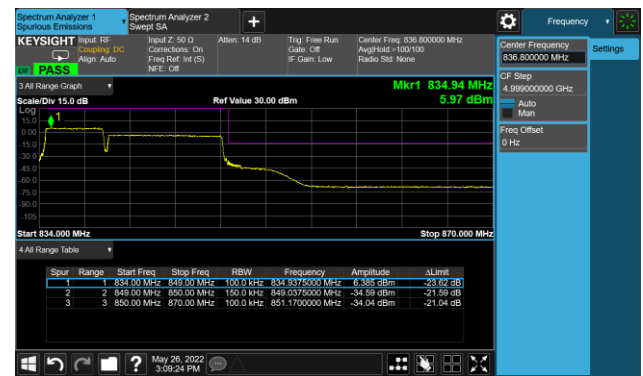 Spectrum Analyzer 1
Spurious Emissions
Spectrum Analyzer 2
Swept SA
Frequency
KEYSIGHT
Input: RF
Coupling: DC
Align: Auto
Input Z: 50 Ω
Corrections: On
Freq Ref: Int (S)
NFE: Off
Atten: 14 dB
Trig: Free Run
Gate: Off
IF Gain: Low
Center Freq: 836.800000 MHz
Avg|Hold:>100/100
Radio Std: None
PASS
Center Frequency
836.800000 MHz
Settings
CF Step
4.999000000 GHz
Auto
Man
Freq Offset
0 Hz
3 All Range Graph
Mkr1 834.94 MHz
5.97 dBm
Scale/Div 15.0 dB
Ref Value 30.00 dBm
Log
15.0
0.00
-15.0
-30.0
-45.0
-60.0
-75.0
-90.0
-105
1
Start 834.000 MHz
Stop 870.000 MHz
4 All Range Table
Spur Range Start Freq Stop Freq RBW Frequency Amplitude ΔLimit
1 1 834.00 MHz 849.00 MHz 100.0 kHz 834.9375000 MHz 6.385 dBm -23.62 dB
2 2 849.00 MHz 850.00 MHz 150.0 kHz 849.0375000 MHz -34.59 dBm -21.59 dB
3 3 850.00 MHz 870.00 MHz 100.0 kHz 851.1700000 MHz -34.04 dBm -21.04 dB
May 26, 2022
3:09:24 PM